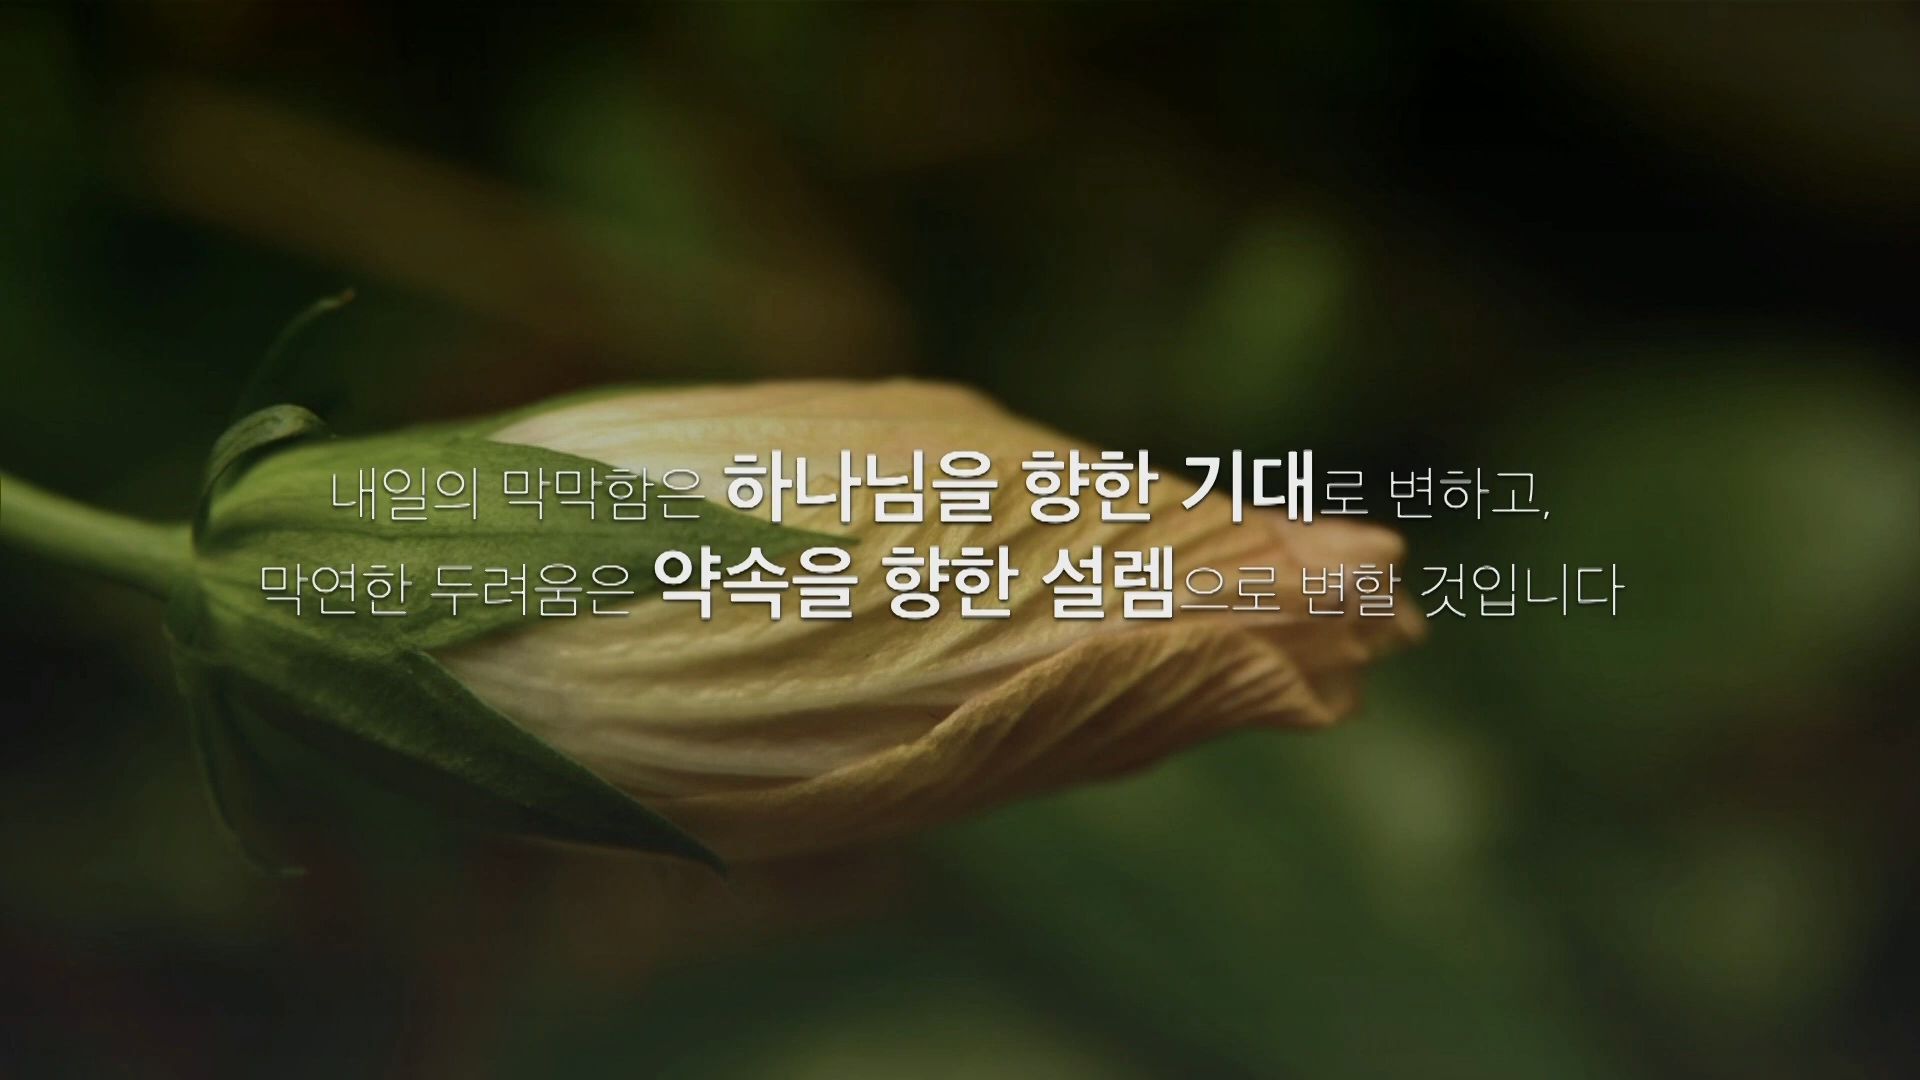 내일의 막막함은 하나님을 향한 기대로 변하고,
막연한 두려움은 약속을 향한 설렘으로 변할 것입니다